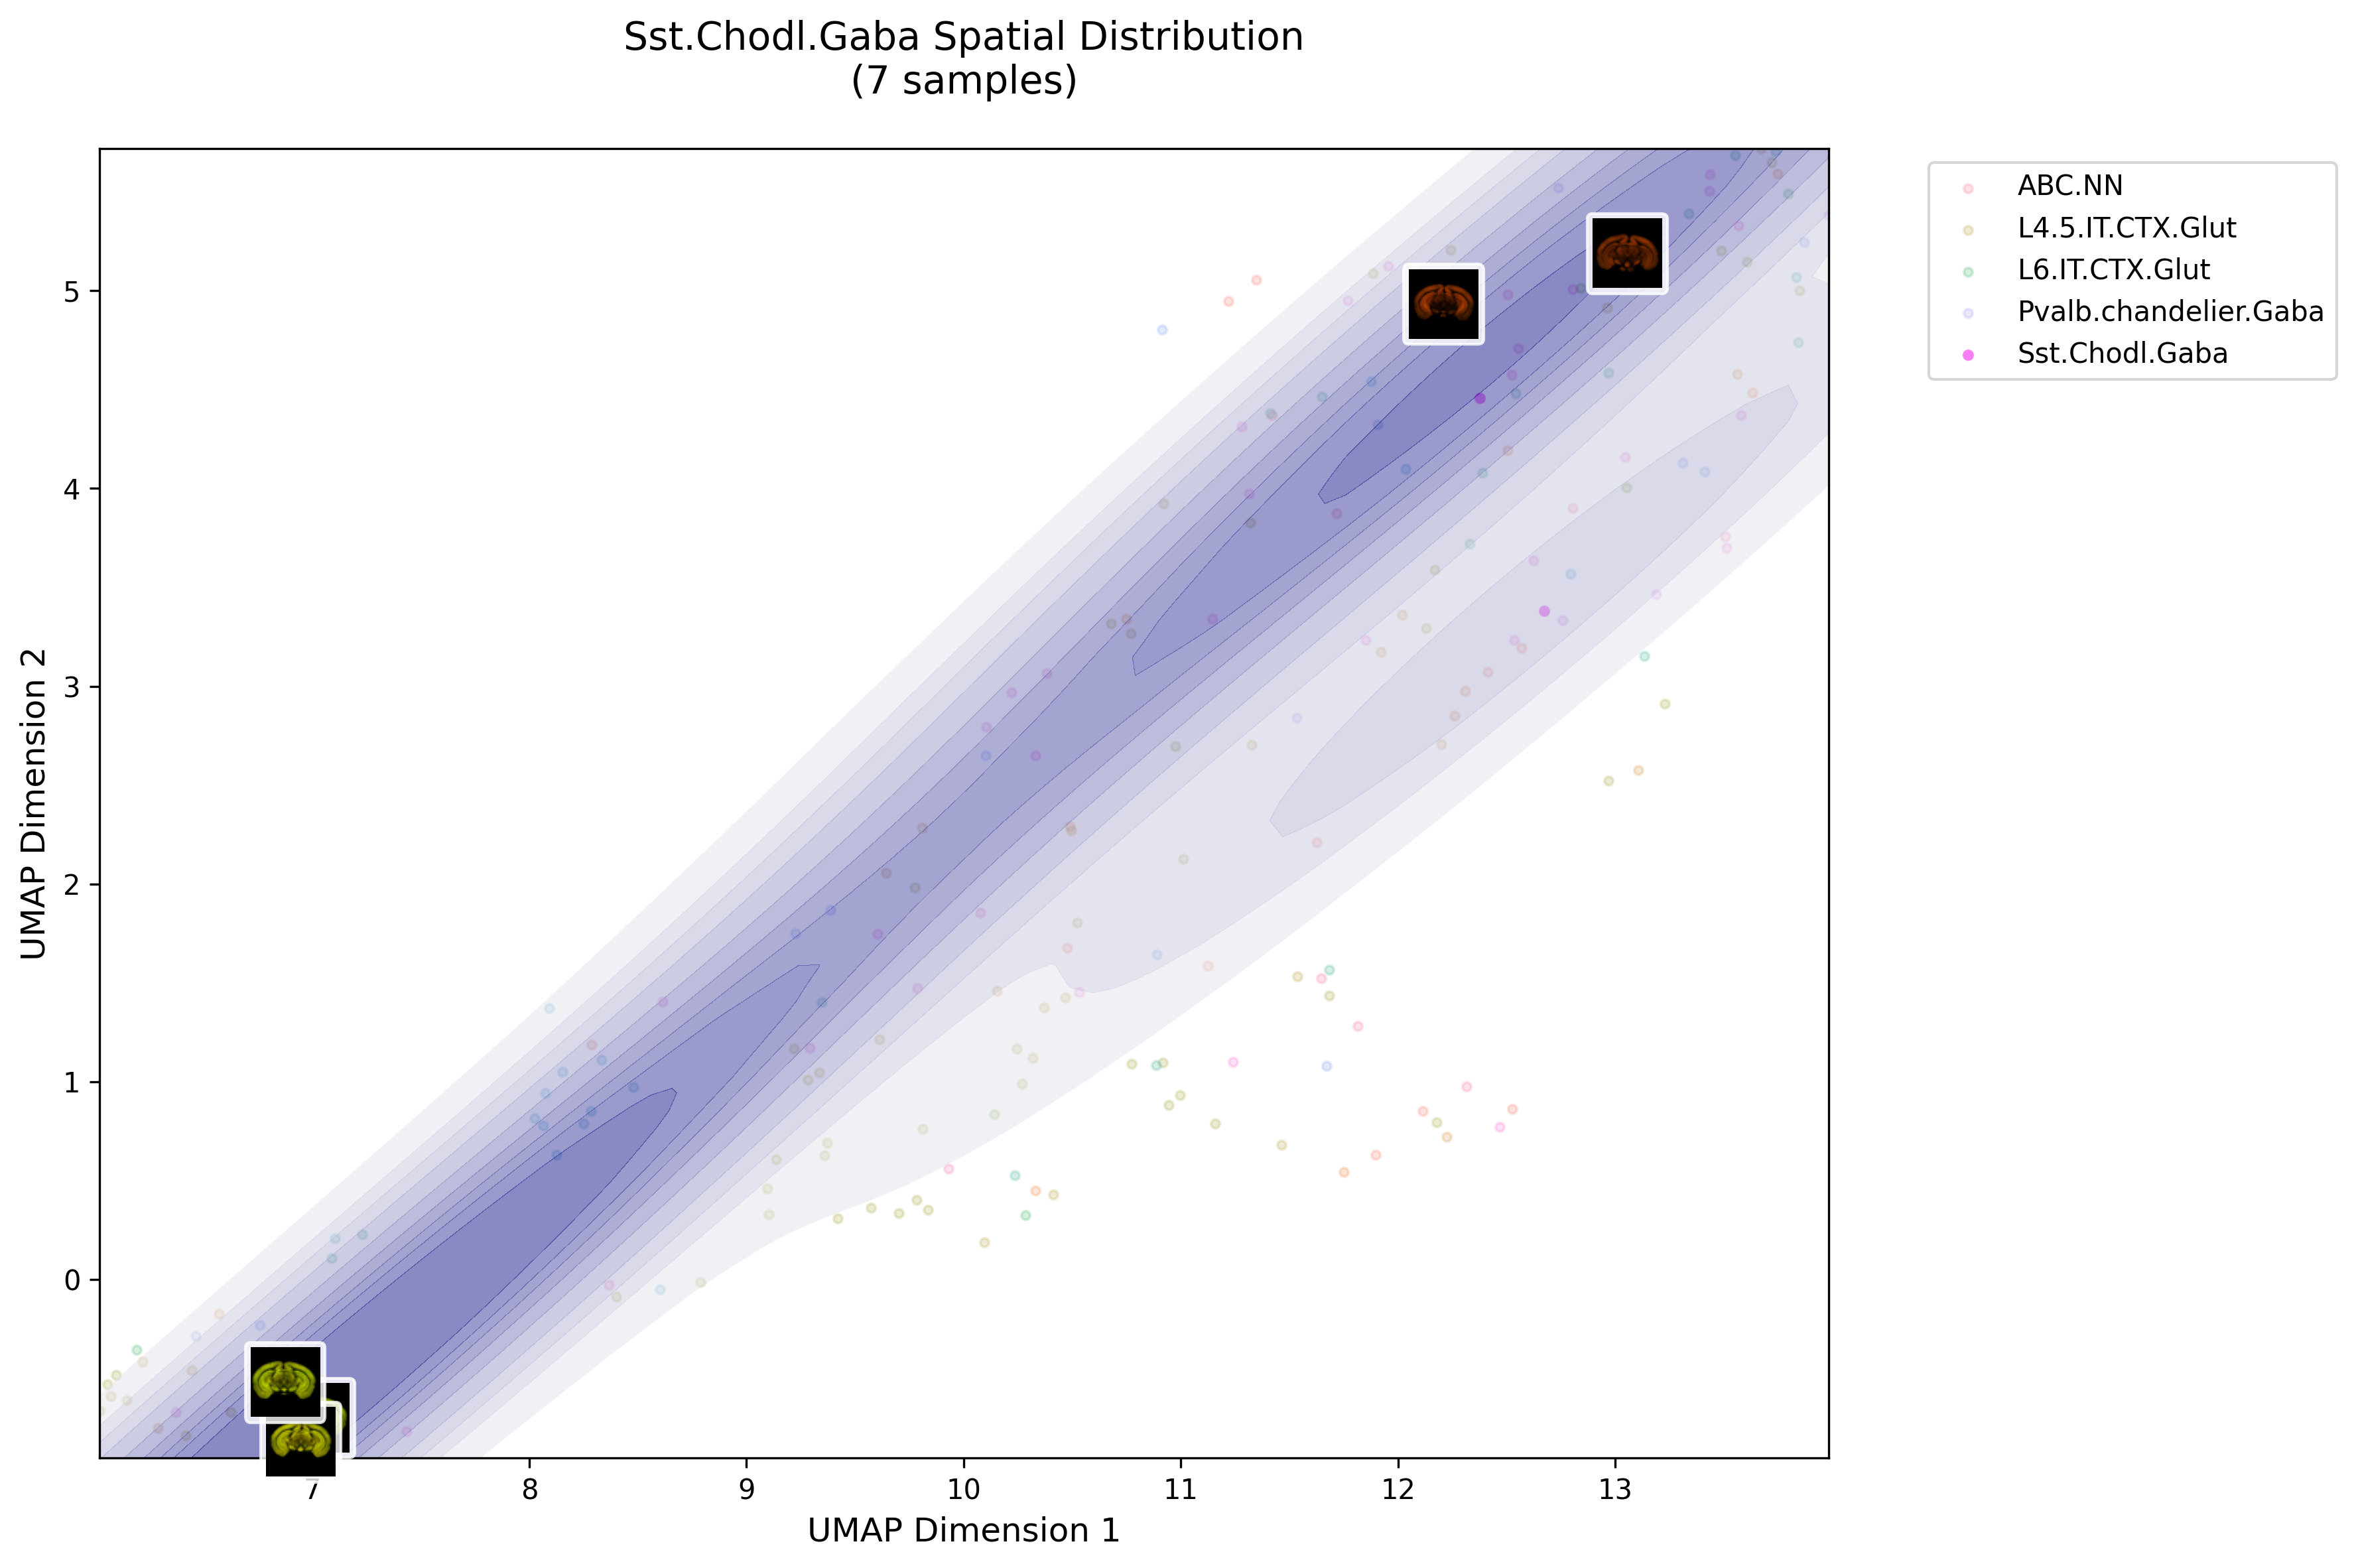 Sst.Chodl.Gaba Spatial Distribution
(7 samples)
ABC.NN
L4.5.IT.CTX.Glut
L6.IT.CTX.Glut
Pvalb.chandelier.Gaba
Sst.Chodl.Gaba
UMAP Dimension 2
5
4
3
2
1
0
7
8
9
10
11
12
13
UMAP Dimension 1